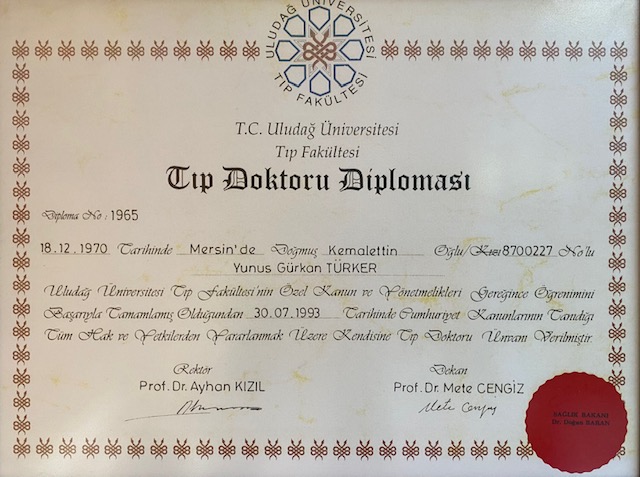 ULUDAĞ ÜNİVERSİTESİ
TIP FAKÜLTESİ
T.C. Uludağ Üniversitesi
Tıp Fakültesi
Tıp Doktoru Diploması
Diploma No : 1965
18.12.1970 Tarihinde Mersin'de Doğmuş Kemalettin Oğlu/Kızı 8700227 No'lu
Yunus Gürkan TÜRKER
Uludağ Üniversitesi Tıp Fakültesi'nin Özel Kanun ve Yönetmelikleri Gereğince Öğrenimini
Başarıyla Tamamlamış Olduğundan 30.07.1993 Tarihinde Cumhuriyet Kanunlarının Tanıdığı
Tüm Hak ve Yetkilerden Yararlanmak Üzere Kendisine Tıp Doktoru Ünvanı Verilmiştir.
Rektör Dekan
Prof. Dr. Ayhan KIZIL Prof. Dr. Mete CENGİZ
Mete Cengiz
SAĞLIK BAKANI
Dr. Doğan BARAN